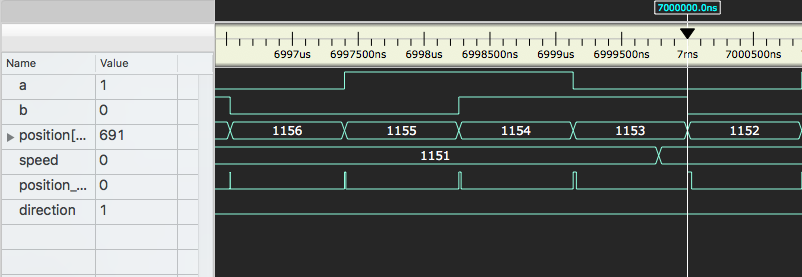 7000000.0ns
6997us 6997500ns 6998us 6998500ns 6999us 6999500ns 7ms 7000500ns
Name Value
a 1
b 0
position[... 691 1156 1155 1154 1153 1152
speed 0 1151
position_... 0
direction 1